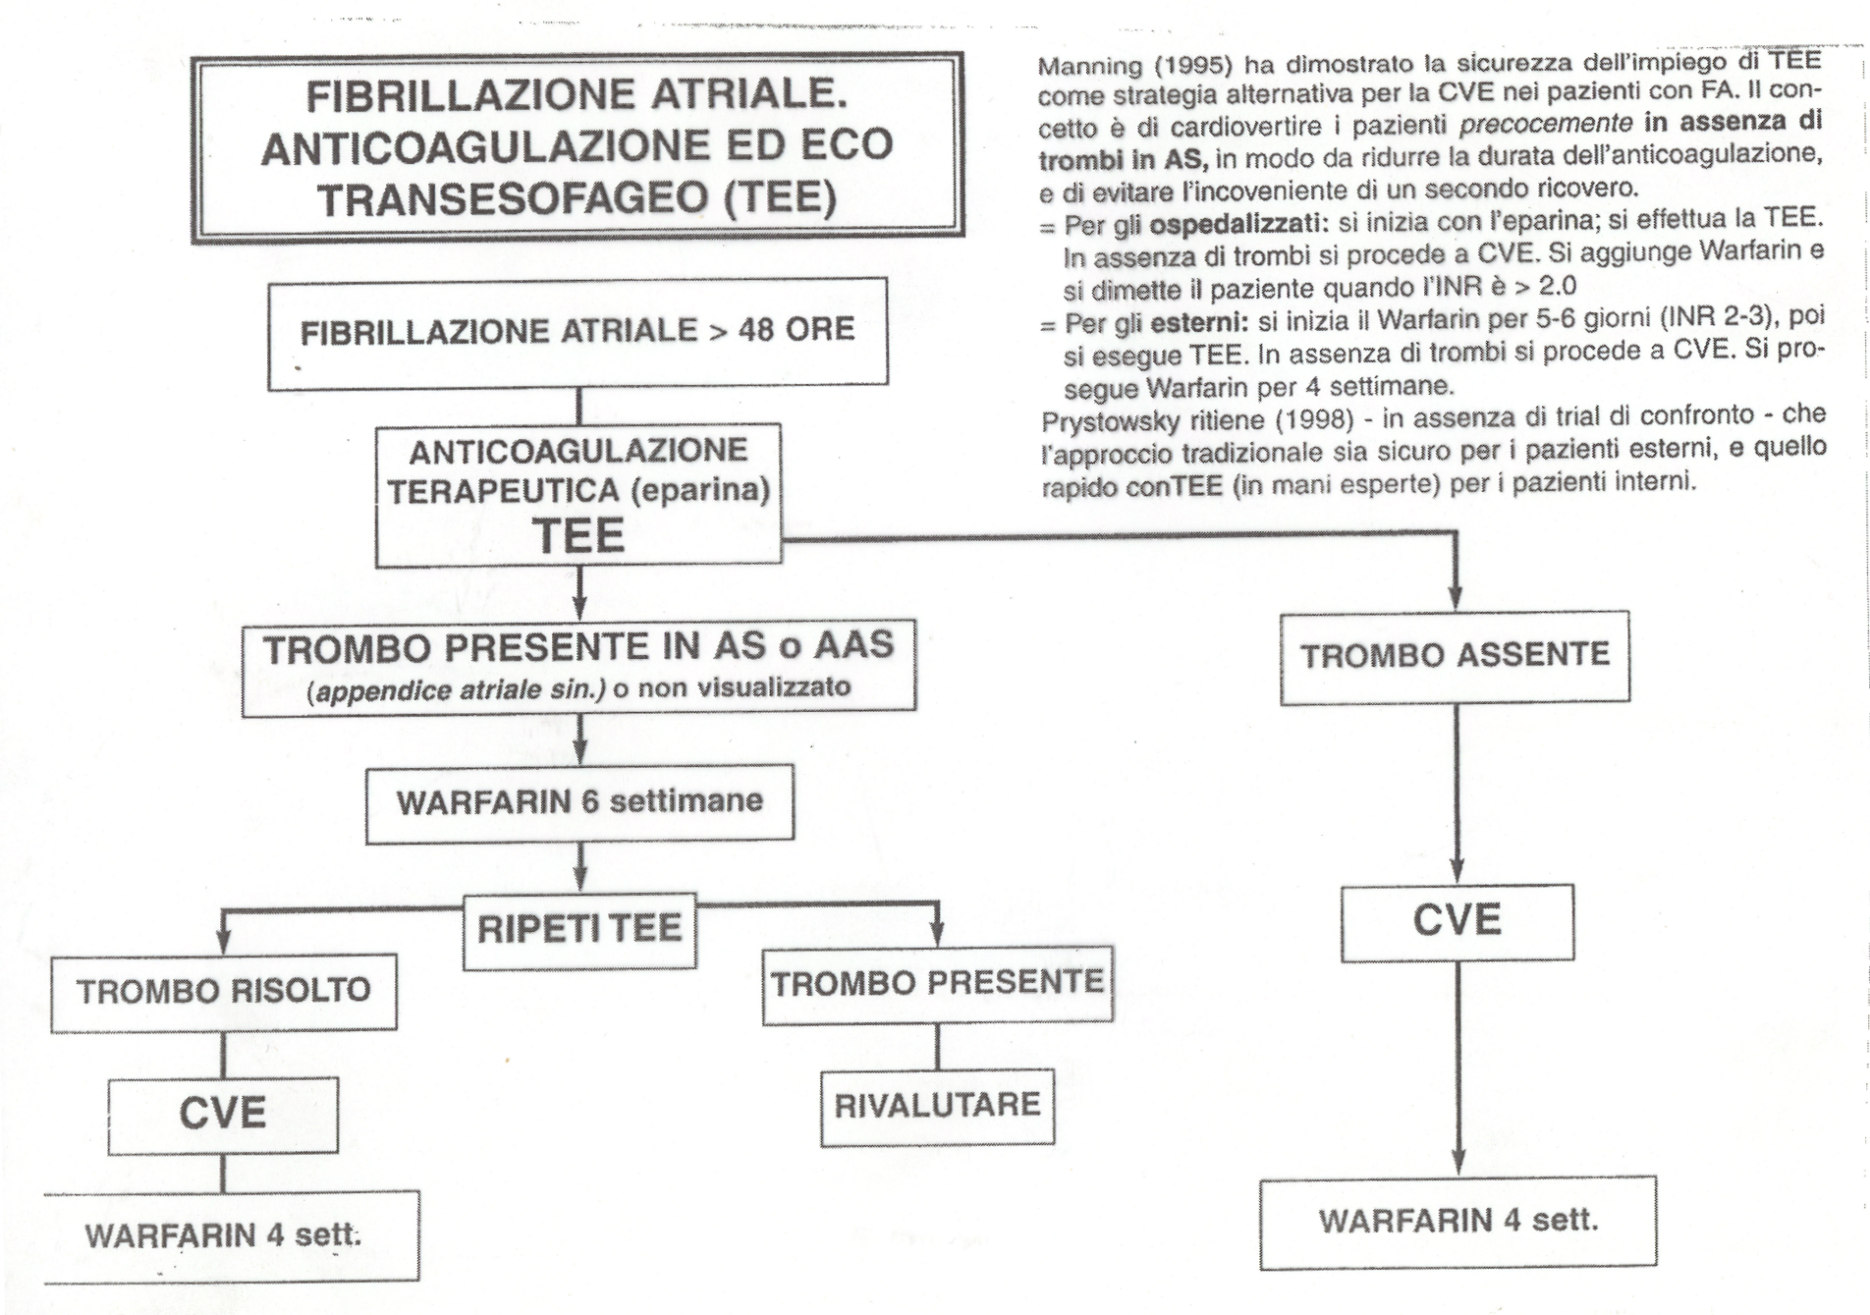 FIBRILLAZIONE ATRIALE.
ANTICOAGULAZIONE ED ECO
TRANSESOFAGEO (TEE)
Manning (1995) ha dimostrato la sicurezza dell'impiego di TEE
come strategia alternativa per la CVE nei pazienti con FA. Il con-
cetto è di cardiovertire i pazienti precocemente in assenza di
trombi in AS, in modo da ridurre la durata dell'anticoagulazione,
e di evitare l'incoveniente di un secondo ricovero.
= Per gli ospedalizzati: si inizia con l'eparina; si effettua la TEE.
In assenza di trombi si procede a CVE. Si aggiunge Warfarin e
si dimette il paziente quando l'INR è > 2.0
= Per gli esterni: si inizia il Warfarin per 5-6 giorni (INR 2-3), poi
si esegue TEE. In assenza di trombi si procede a CVE. Si pro-
segue Warfarin per 4 settimane.
Prystowsky ritiene (1998) - in assenza di trial di confronto - che
l'approccio tradizionale sia sicuro per i pazienti esterni, e quello
rapido conTEE (in mani esperte) per i pazienti interni.
FIBRILLAZIONE ATRIALE > 48 ORE
ANTICOAGULAZIONE
TERAPEUTICA (eparina)
TEE
TROMBO PRESENTE IN AS o AAS
(appendice atriale sin.) o non visualizzato
TROMBO ASSENTE
WARFARIN 6 settimane
RIPETI TEE
CVE
TROMBO RISOLTO
TROMBO PRESENTE
CVE
RIVALUTARE
WARFARIN 4 sett.
WARFARIN 4 sett.